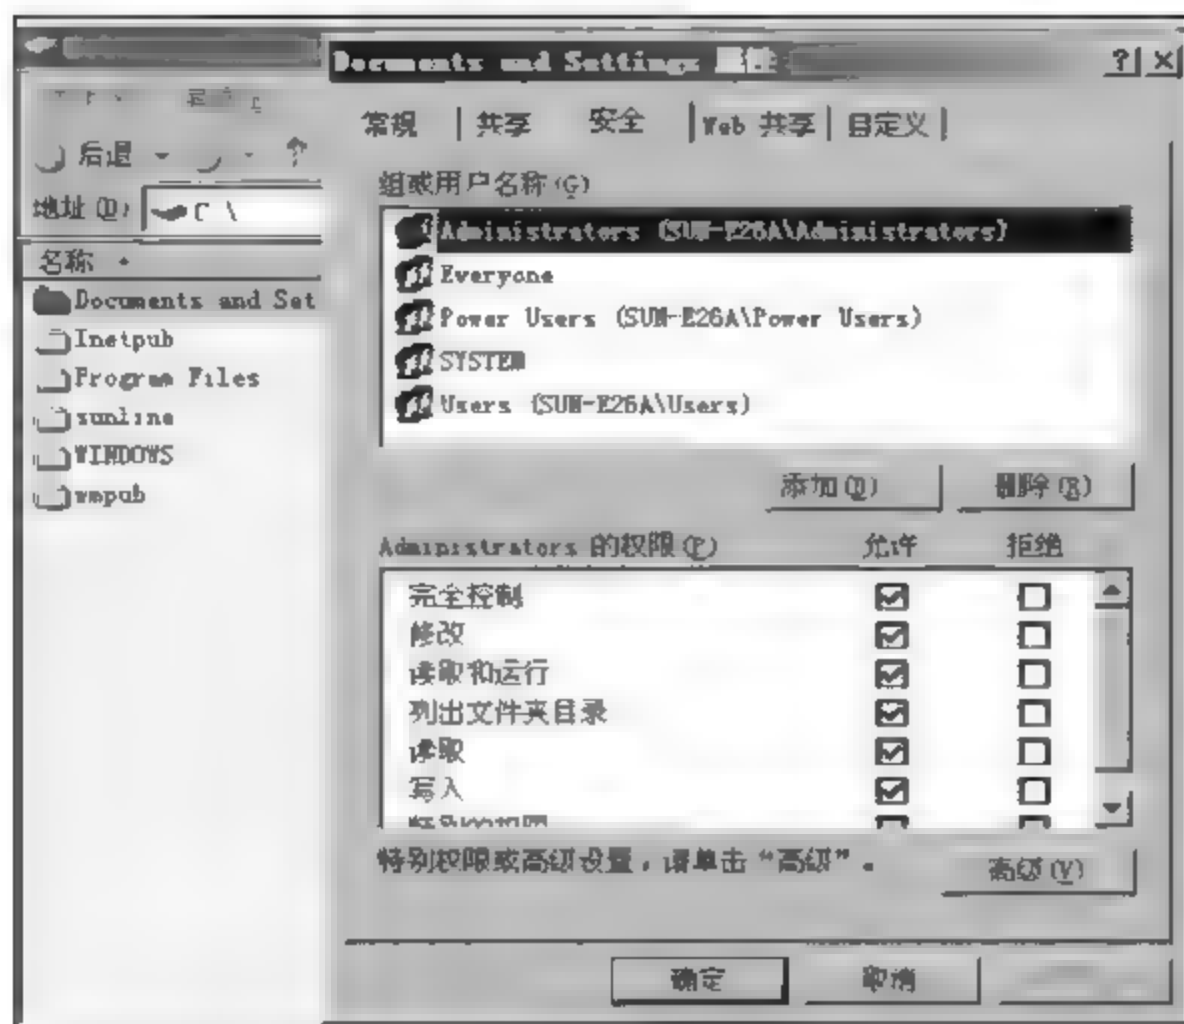 Documents and Settings 属性
常规 共享 安全 Web 共享 自定义
后退
地址(D) C:\
名称
Documents and Set
Inetpub
Program Files
sunline
WINDOWS
wmpub
组或用户名称(G)
Administrators (SUN-E26A\Administrators)
Everyone
Power Users (SUN-E26A\Power Users)
SYSTEM
Users (SUN-E26A\Users)
添加(D) 删除(R)
Administrators 的权限(P) 允许 拒绝
完全控制
修改
读取和运行
列出文件夹目录
读取
写入
特别的权限
特别权限或高级设置，请单击“高级”。
高级(V)
确定 取消